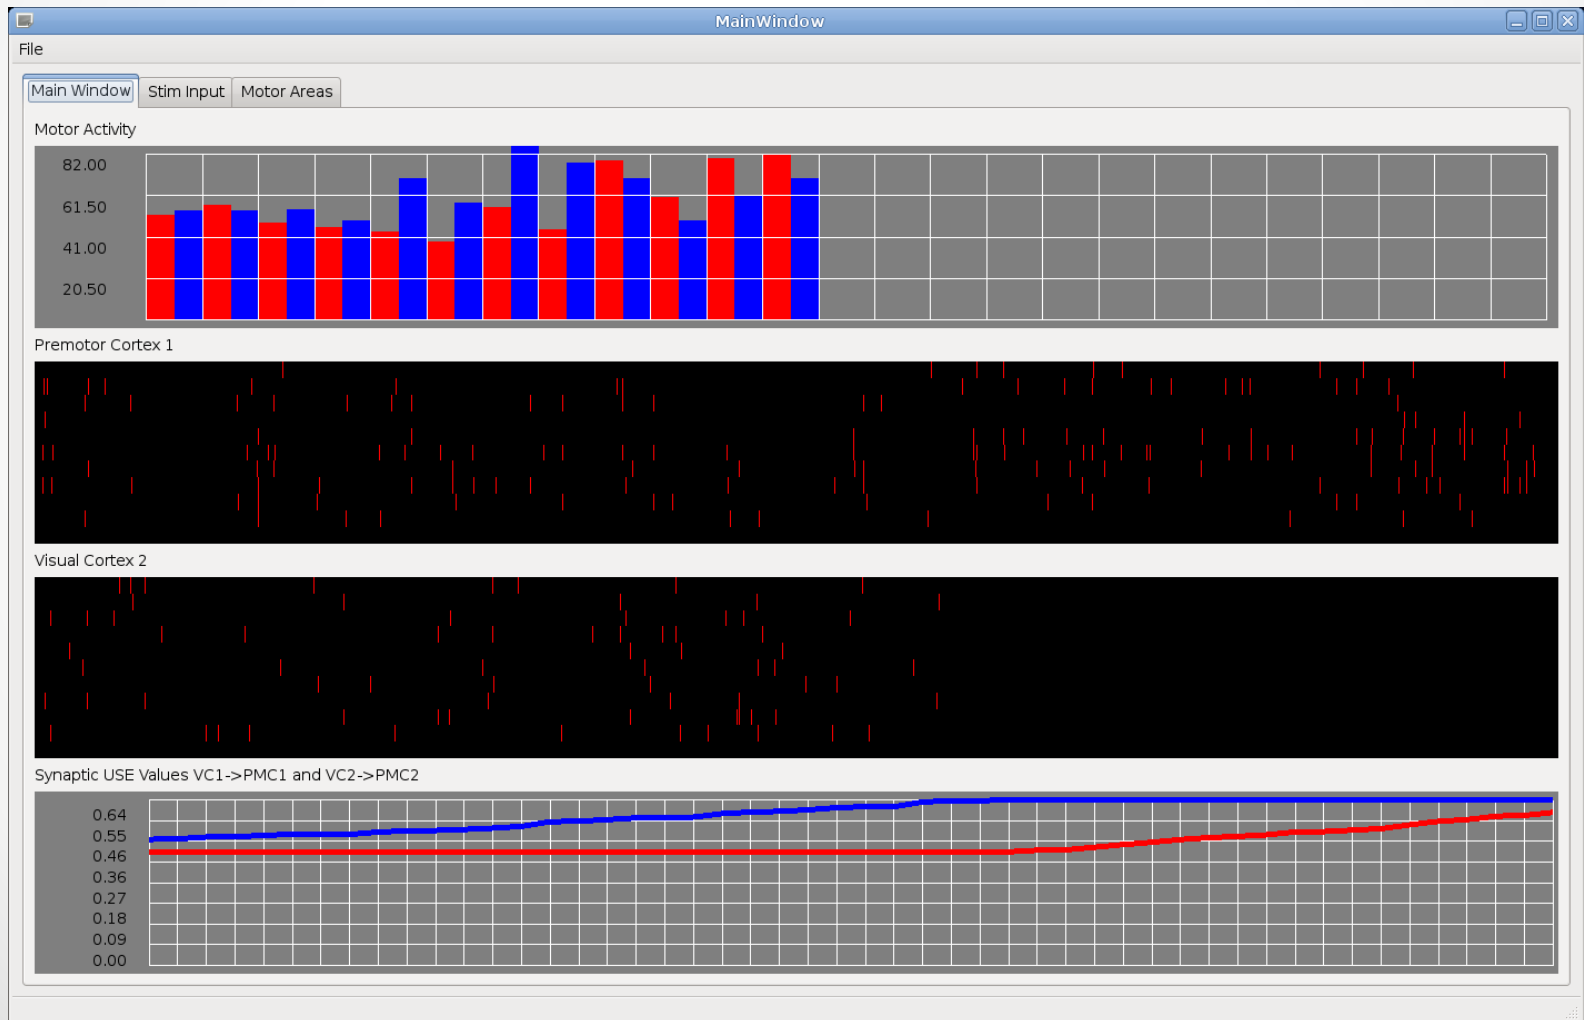 MainWindow
File
Main Window Stim Input Motor Areas
Motor Activity
82.00
61.50
41.00
20.50
Premotor Cortex 1
Visual Cortex 2
Synaptic USE Values VC1->PMC1 and VC2->PMC2
0.64
0.55
0.46
0.36
0.27
0.18
0.09
0.00